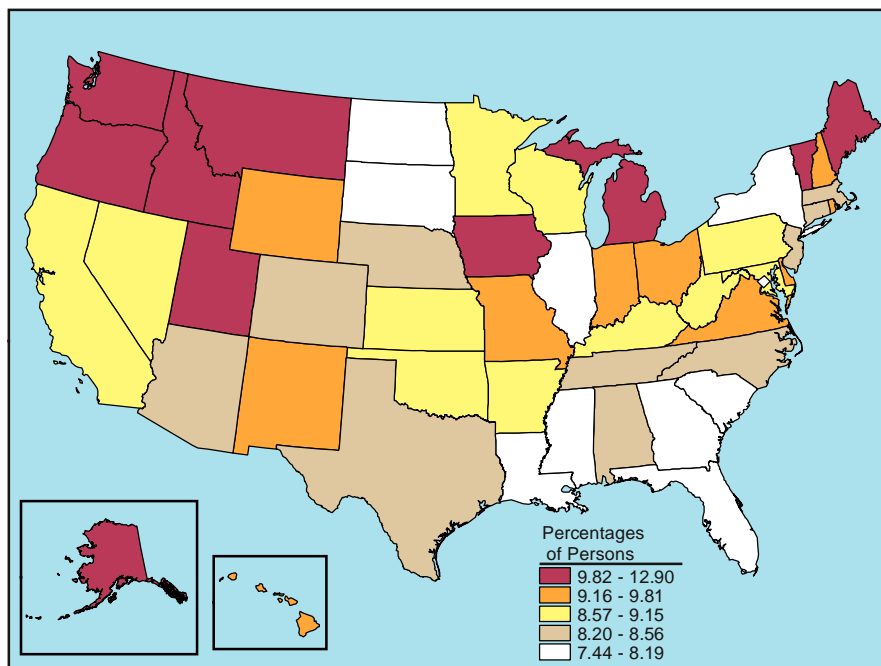 Percentages
of Persons
9.82 - 12.90
9.16 - 9.81
8.57 - 9.15
8.20 - 8.56
7.44 - 8.19